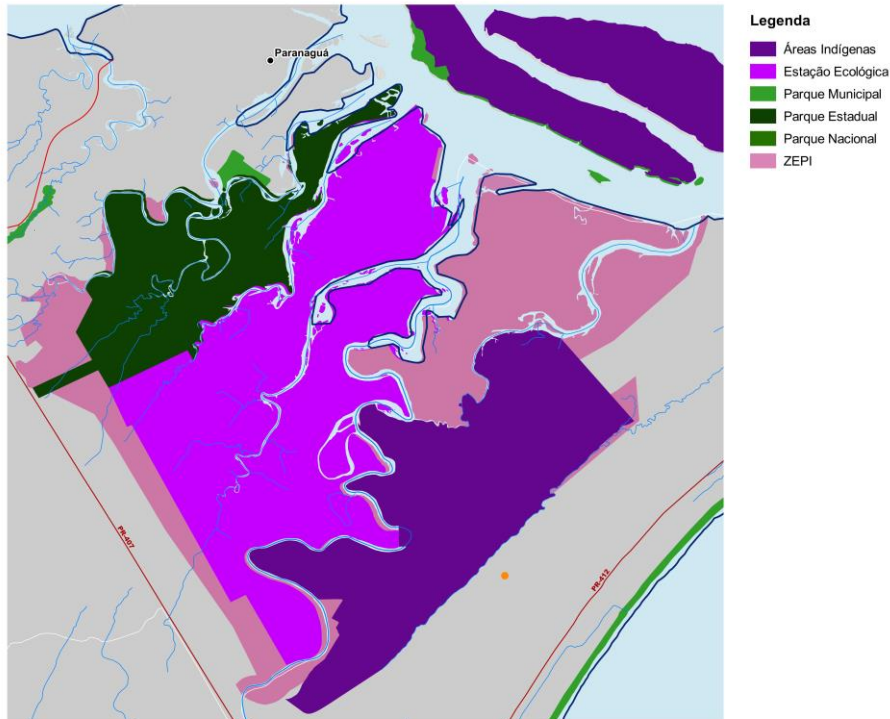 Paranaguá
PR-407
PR-412
Legenda
Áreas Indígenas
Estação Ecológica
Parque Municipal
Parque Estadual
Parque Nacional
ZEPI